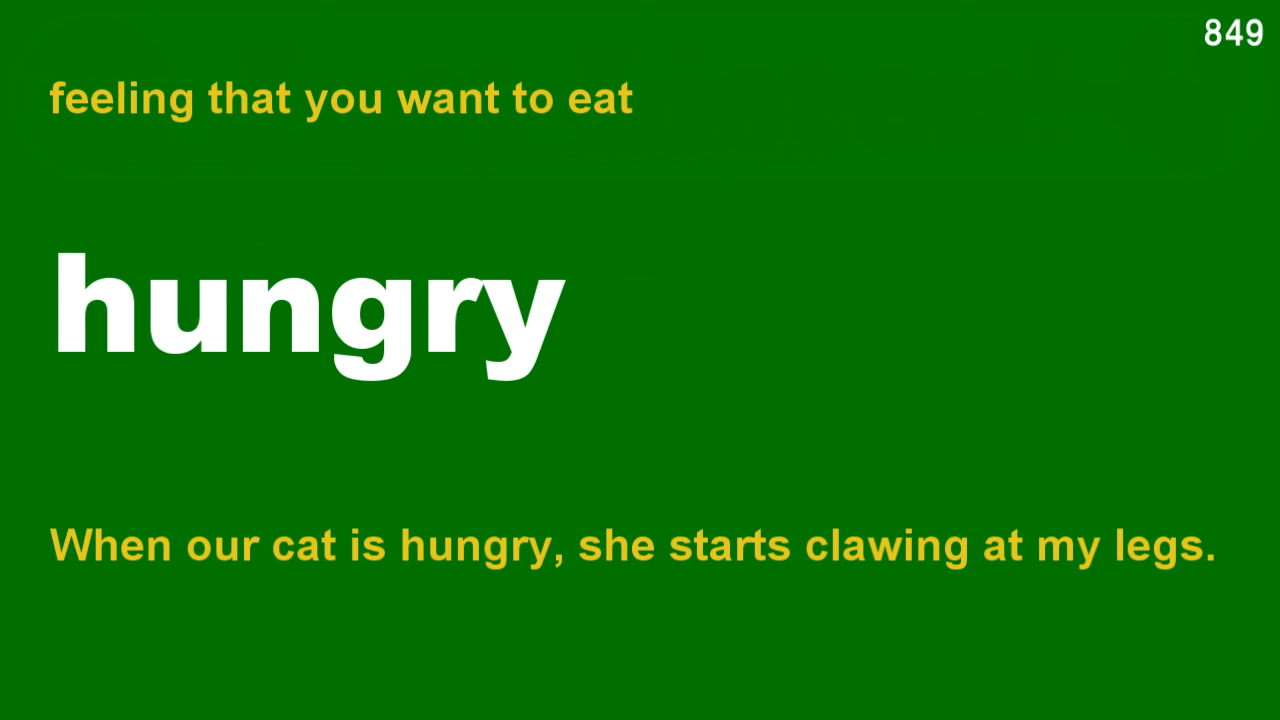 849
feeling that you want to eat
hungry
When our cat is hungry, she starts clawing at my legs.